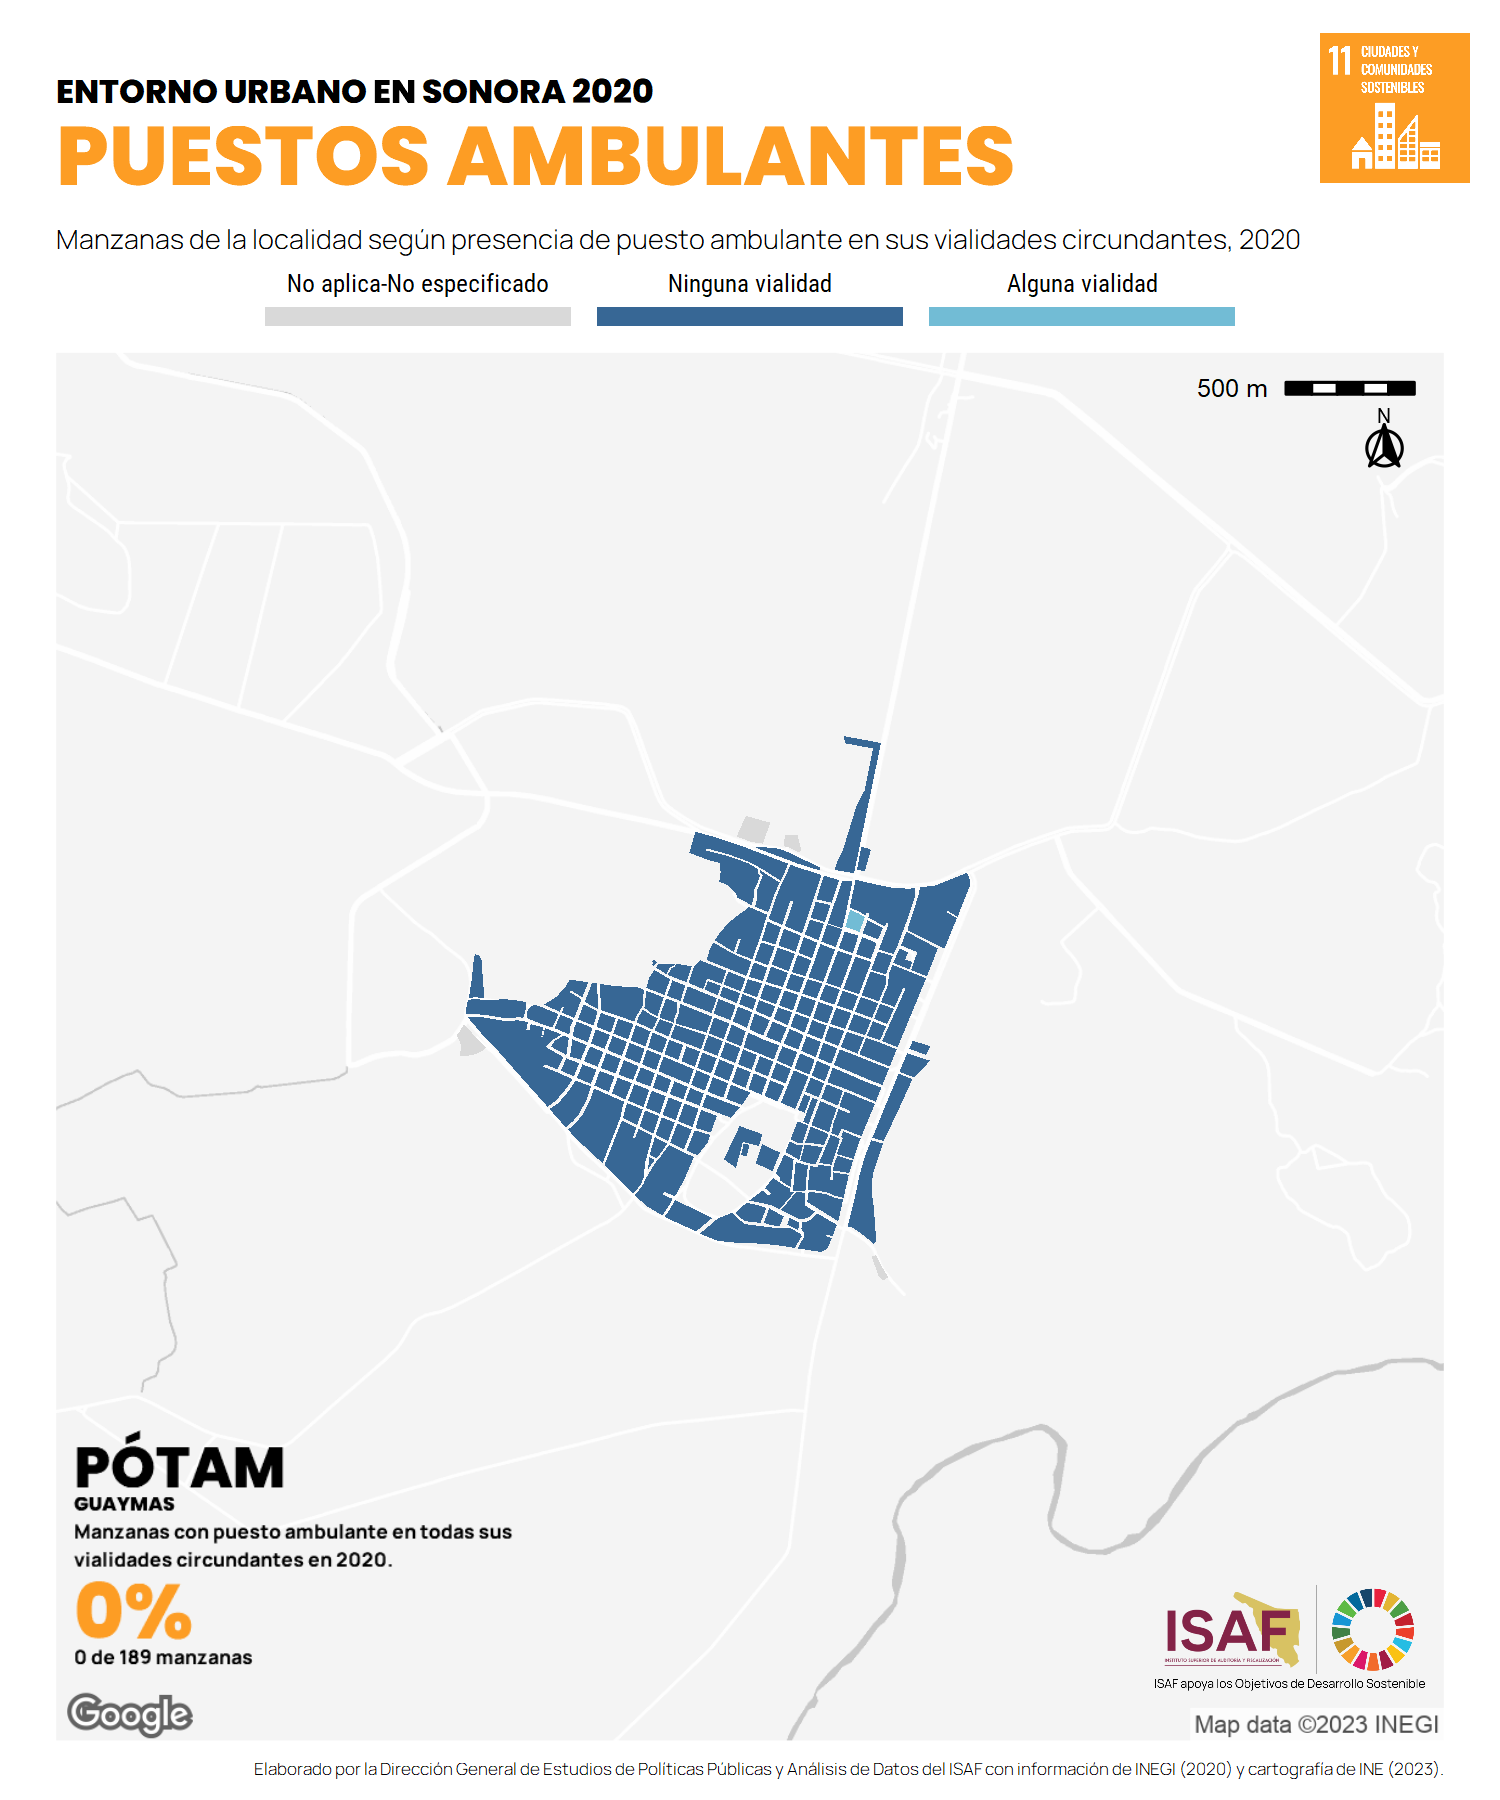 11 CIUDADES Y
COMUNIDADES
SOSTENIBLES
ENTORNO URBANO EN SONORA 2020
PUESTOS AMBULANTES
Manzanas de la localidad según presencia de puesto ambulante en sus vialidades circundantes, 2020
No aplica-No especificado Ninguna vialidad Alguna vialidad
500 m
N
PÓTAM
GUAYMAS
Manzanas con puesto ambulante en todas sus
vialidades circundantes en 2020.
0%
0 de 189 manzanas
Google
ISAF
INSTITUTO SUPERIOR DE AUDITORÍA Y FISCALIZACIÓN
ISAF apoya los Objetivos de Desarrollo Sostenible
Map data ©2023 INEGI
Elaborado por la Dirección General de Estudios de Políticas Públicas y Análisis de Datos del ISAF con información de INEGI (2020) y cartografía de INE (2023).